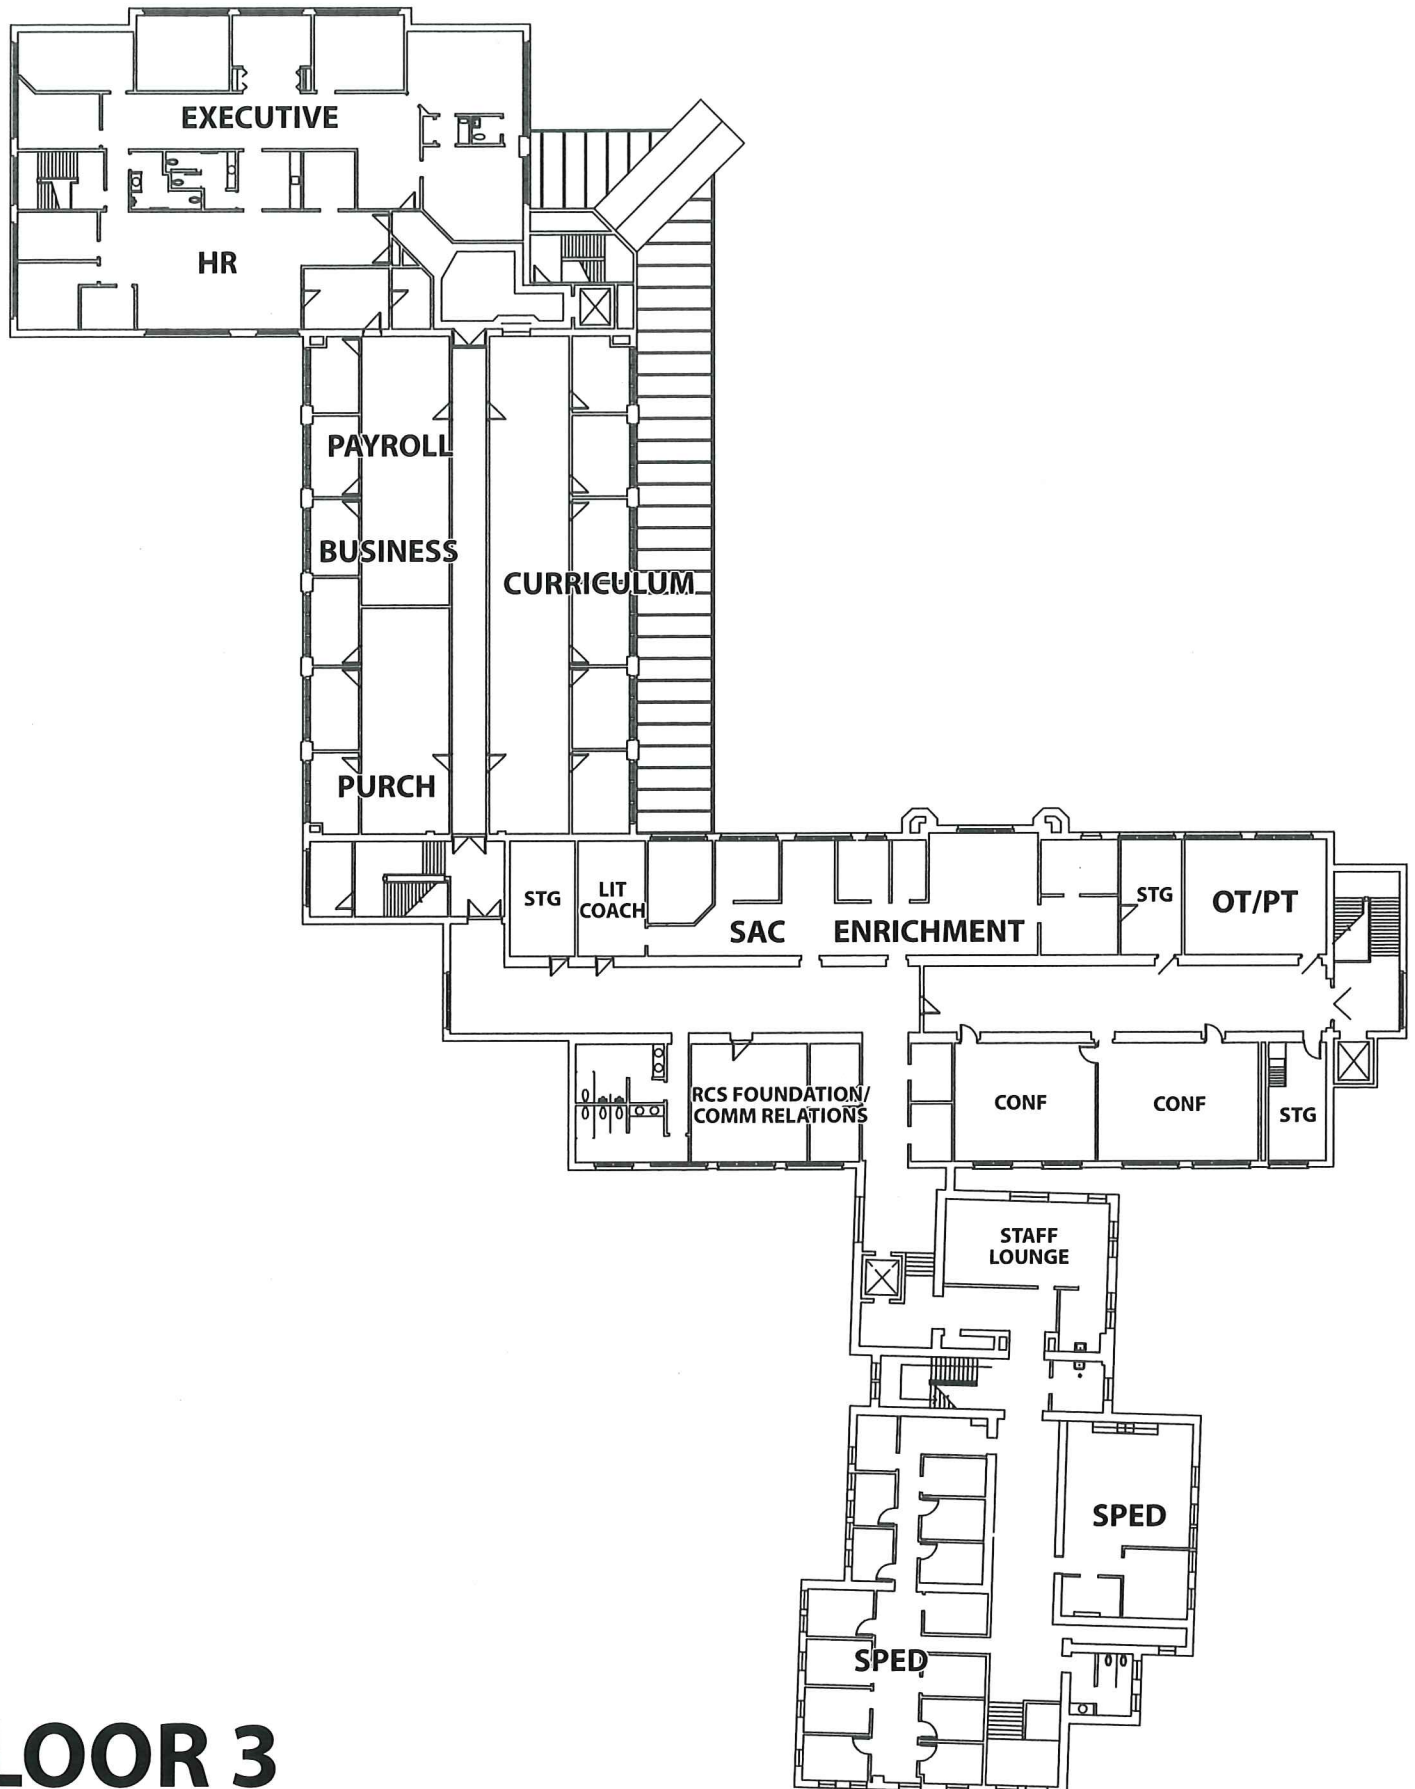 EXECUTIVE
HR
PAYROLL
BUSINESS
CURRICULUM
PURCH
STG
LIT
COACH
SAC
ENRICHMENT
STG
OT/PT
RCS FOUNDATION/
COMM RELATIONS
CONF
CONF
STG
STAFF
LOUNGE
SPED
SPED
LOOR 3